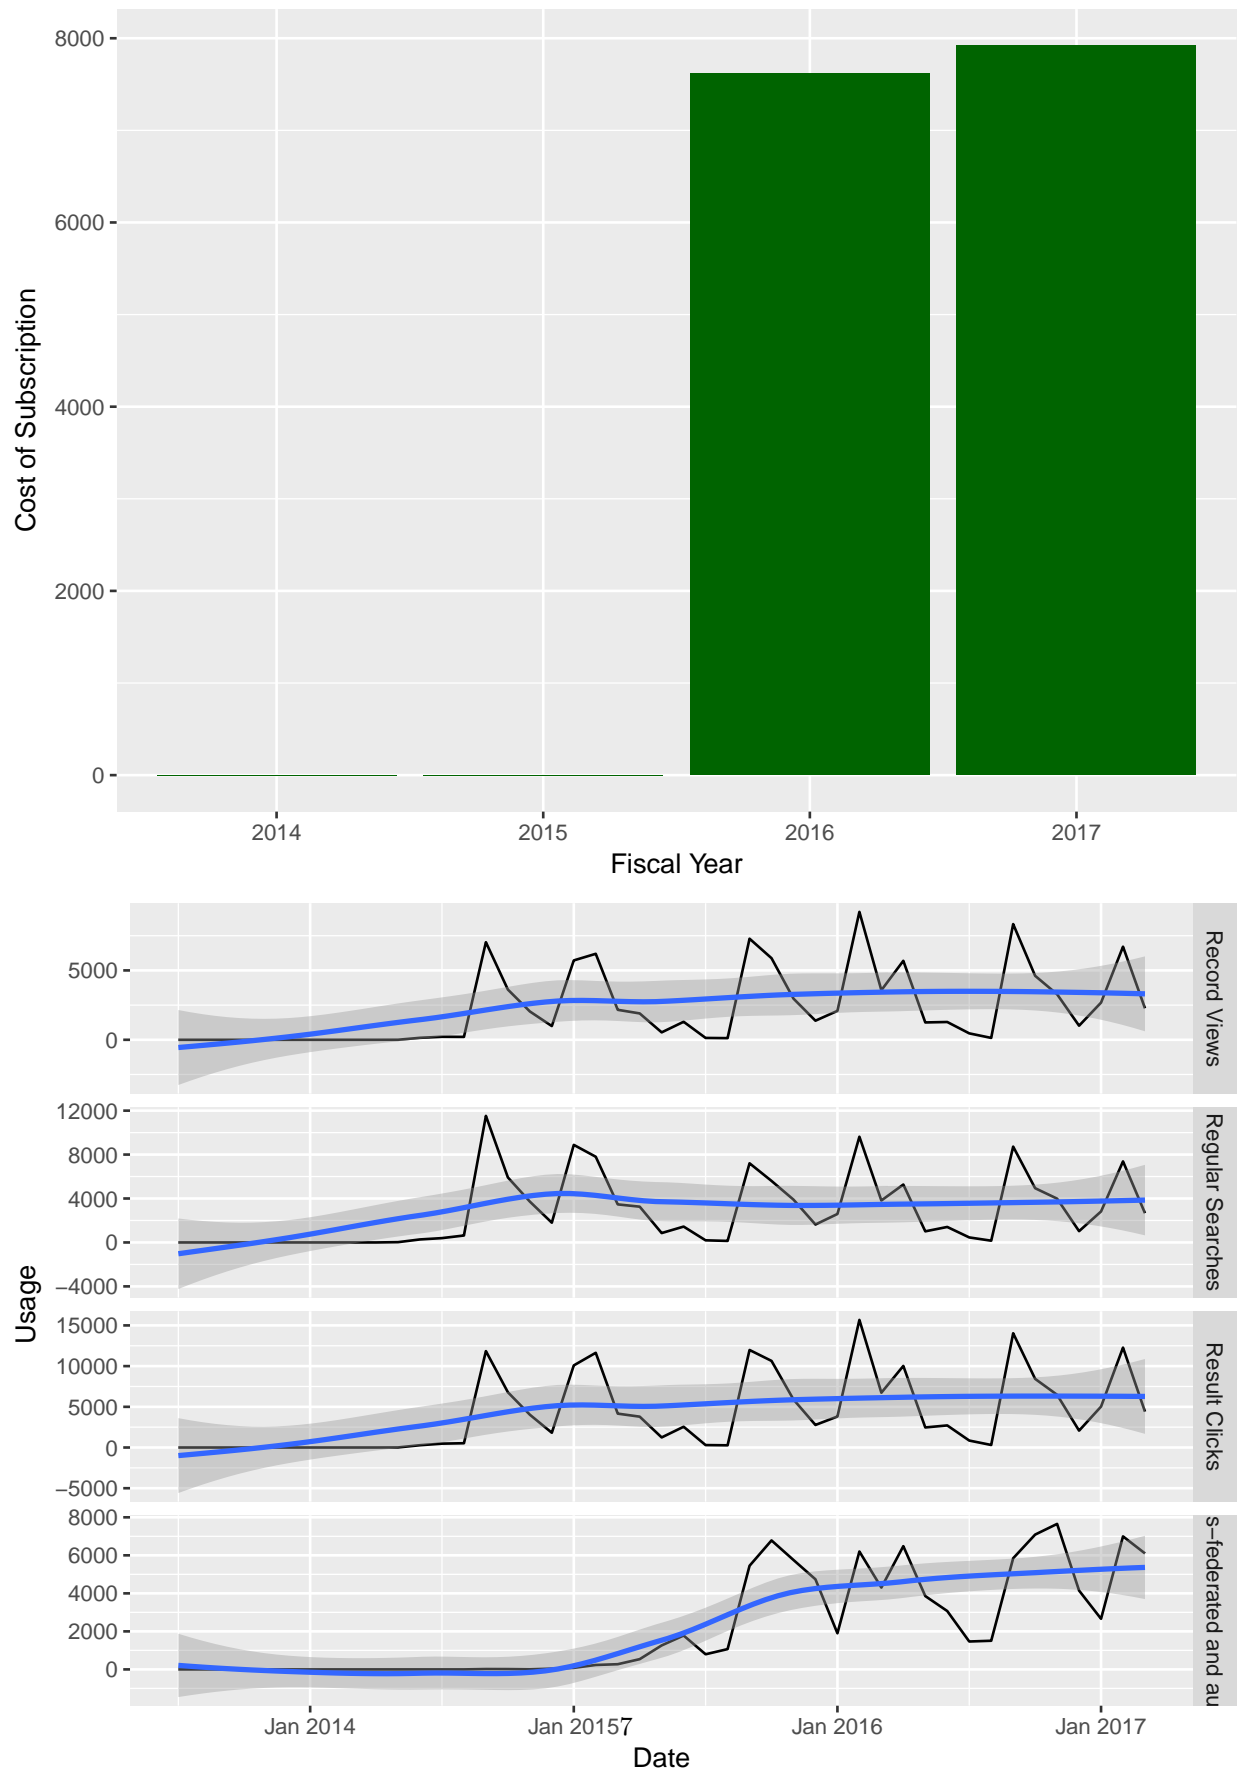 8000
6000
4000
2000
0
Cost of Subscription
2014 2015 2016 2017
Fiscal Year
5000
0
Record Views
12000
8000
4000
0
−4000
Regular Searches
Usage
15000
10000
5000
0
−5000
Result Clicks
8000
6000
4000
2000
0
s−federated and au
Jan 2014 Jan 20157 Jan 2016 Jan 2017
Date